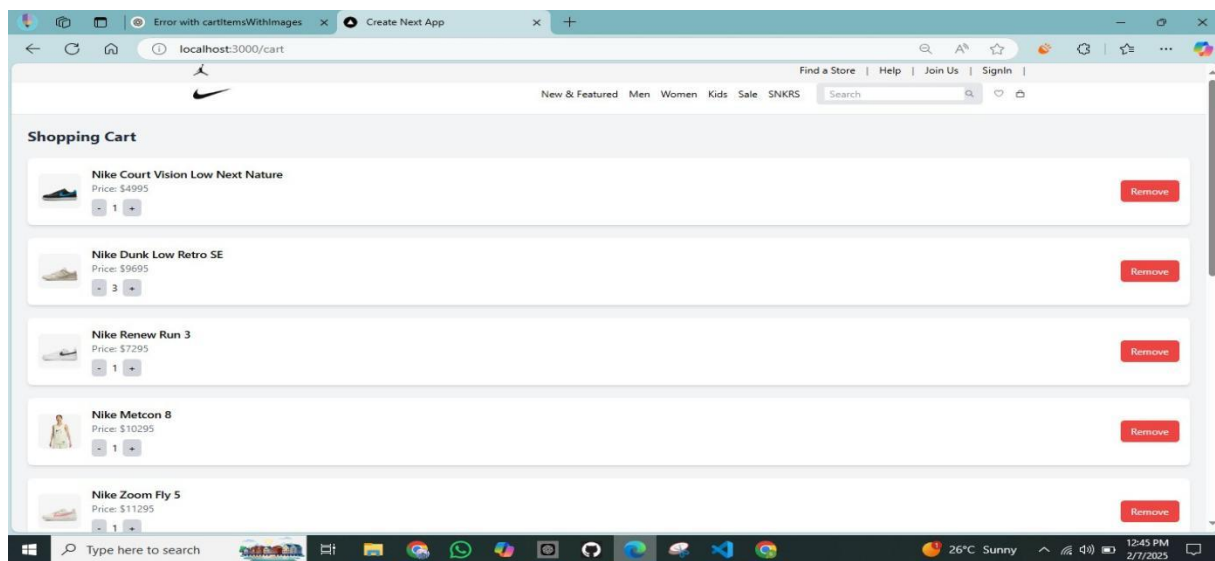 Error with cartItemsWithImages
Create Next App
localhost:3000/cart
Find a Store | Help | Join Us | SignIn |
New & Featured Men Women Kids Sale SNKRS Search
Shopping Cart
Nike Court Vision Low Next Nature
Price: $4995
- 1 +
Remove
Nike Dunk Low Retro SE
Price: $9695
- 3 +
Remove
Nike Renew Run 3
Price: $7295
- 1 +
Remove
Nike Metcon 8
Price: $10295
- 1 +
Remove
Nike Zoom Fly 5
Price: $11295
- 1 +
Remove
Type here to search
26°C Sunny
12:45 PM
2/7/2025